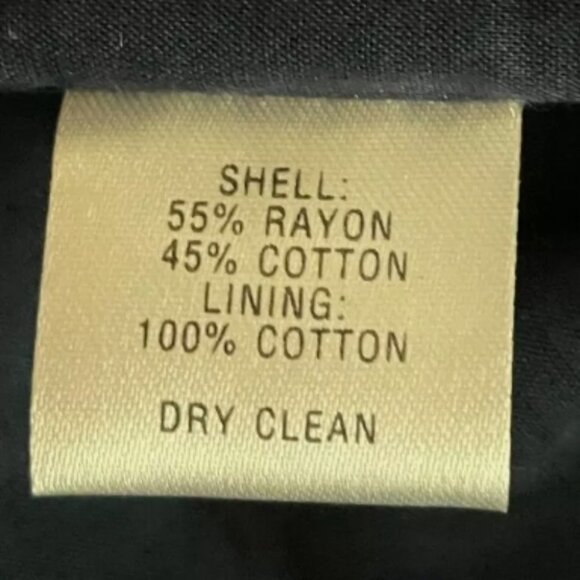 SHELL:
55% RAYON
45% COTTON
LINING:
100% COTTON
DRY CLEAN